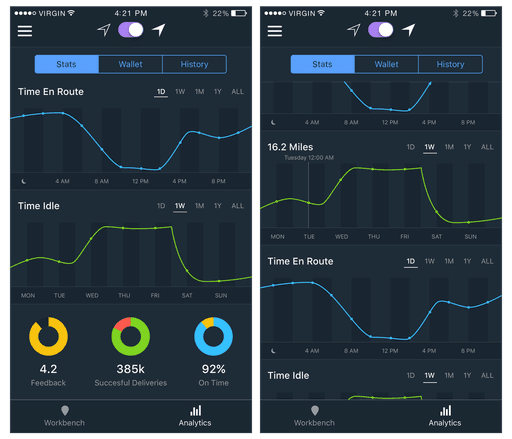 VIRGIN 4:21 PM 22%
Stats Wallet History
Time En Route 1D 1W 1M 1Y ALL
4 AM 8 AM 12 PM 4 PM 8 PM
Time Idle 1D 1W 1M 1Y ALL
MON TUE WED THU FRI SAT SUN
4.2 385k 92%
Feedback Succesful Deliveries On Time
Workbench Analytics
VIRGIN 4:21 PM 22%
Stats Wallet History
4 AM 8 AM 12 PM 4 PM 8 PM
16.2 Miles 1D 1W 1M 1Y ALL
Tuesday 12:00 AM
MON TUE WED THU FRI SAT SUN
Time En Route 1D 1W 1M 1Y ALL
4 AM 8 AM 12 PM 4 PM 8 PM
Time Idle 1D 1W 1M 1Y ALL
Workbench Analytics